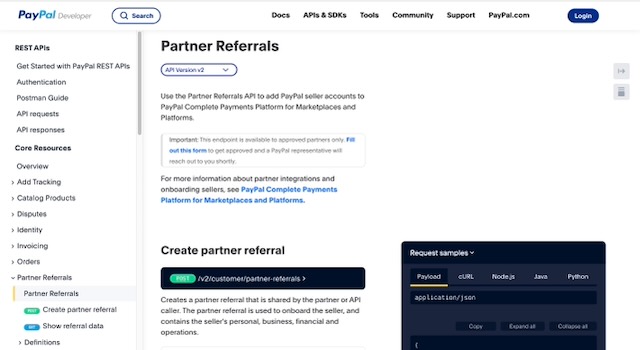 PayPal Developer
Search
Docs
APIs & SDKs
Tools
Community
Support
PayPal.com
Login
REST APIs
Get Started with PayPal REST APIs
Authentication
Postman Guide
API requests
API responses
Core Resources
Overview
Add Tracking
Catalog Products
Disputes
Identity
Invoicing
Orders
Partner Referrals
Partner Referrals
POST Create partner referral
GET Show referral data
Definitions
Partner Referrals
API Version v2
Use the Partner Referrals API to add PayPal seller accounts to
PayPal Complete Payments Platform for Marketplaces and
Platforms.
Important: This endpoint is available to approved partners only. Fill
out this form to get approved and a PayPal representative will
reach out to you shortly.
For more information about partner integrations and
onboarding sellers, see PayPal Complete Payments
Platform for Marketplaces and Platforms.
Create partner referral
POST /v2/customer/partner-referrals
Creates a partner referral that is shared by the partner or API
caller. The partner referral is used to onboard the seller, and
contains the seller's personal, business, financial and
operations.
Request samples
Payload
cURL
Node.js
Java
Python
application/json
Copy
Expand all
Collapse all
{